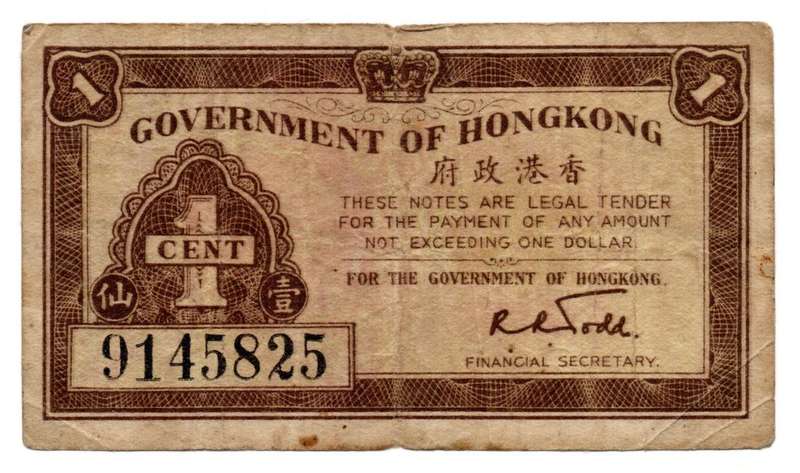 1
1
GOVERNMENT OF HONGKONG
府政港香
THESE NOTES ARE LEGAL TENDER
FOR THE PAYMENT OF ANY AMOUNT
NOT EXCEEDING ONE DOLLAR.
1
CENT
仙
壹
FOR THE GOVERNMENT OF HONGKONG.
R R Todd.
FINANCIAL SECRETARY.
9145825